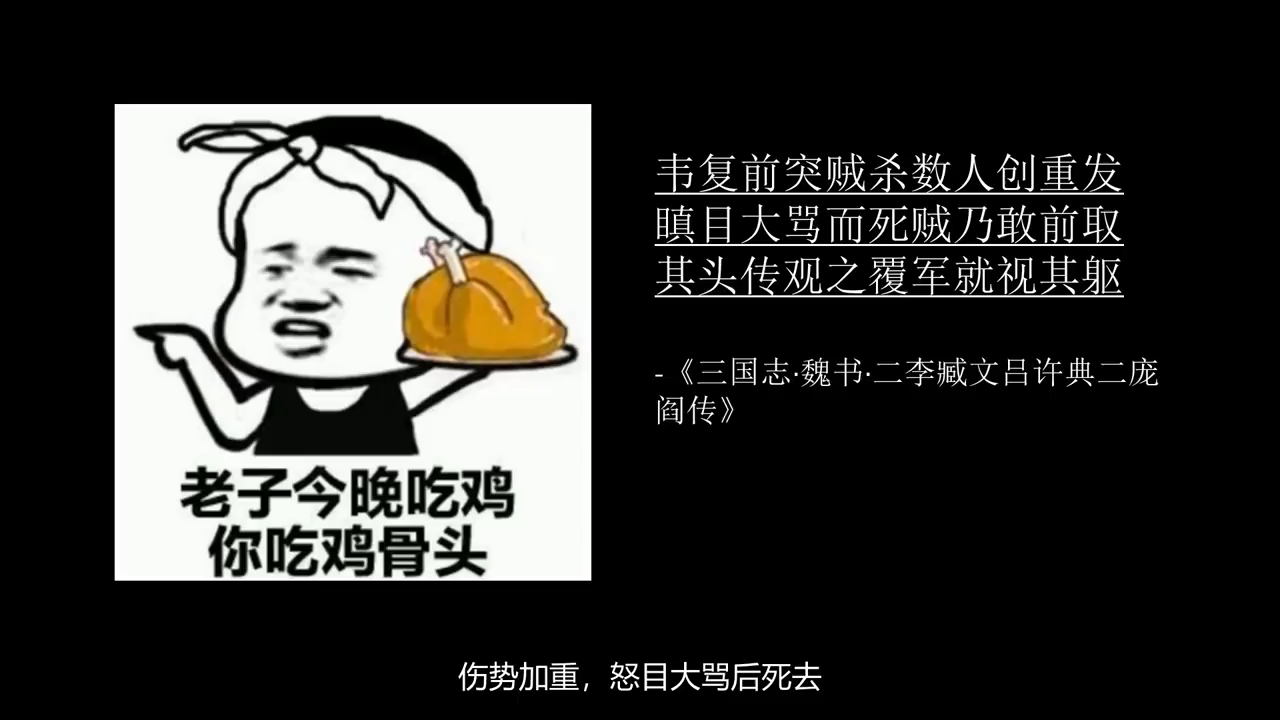 韦复前突贼杀数人创重发
瞋目大骂而死贼乃敢前取
其头传观之覆军就视其躯
-《三国志·魏书·二李臧文吕许典二庞
阎传》
老子今晚吃鸡
你吃鸡骨头
伤势加重，怒目大骂后死去